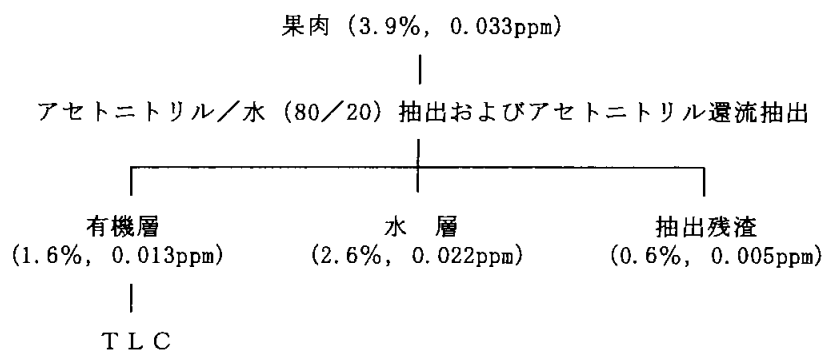 果肉 (3.9%, 0.033ppm)
アセトニトリル/水 (80/20) 抽出およびアセトニトリル還流抽出
有機層 水 層 抽出残渣
(1.6%, 0.013ppm) (2.6%, 0.022ppm) (0.6%, 0.005ppm)
TLC